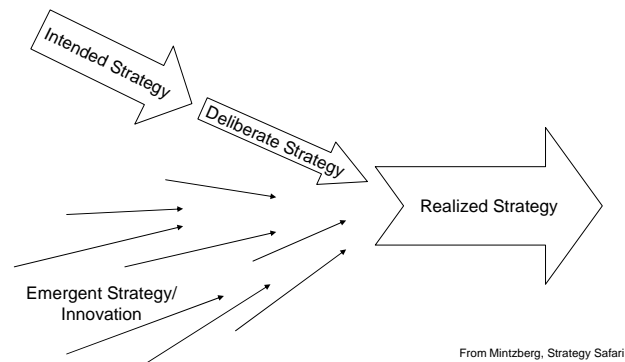 Intended Strategy
Deliberate Strategy
Realized Strategy
Emergent Strategy/
Innovation
From Mintzberg, Strategy Safari